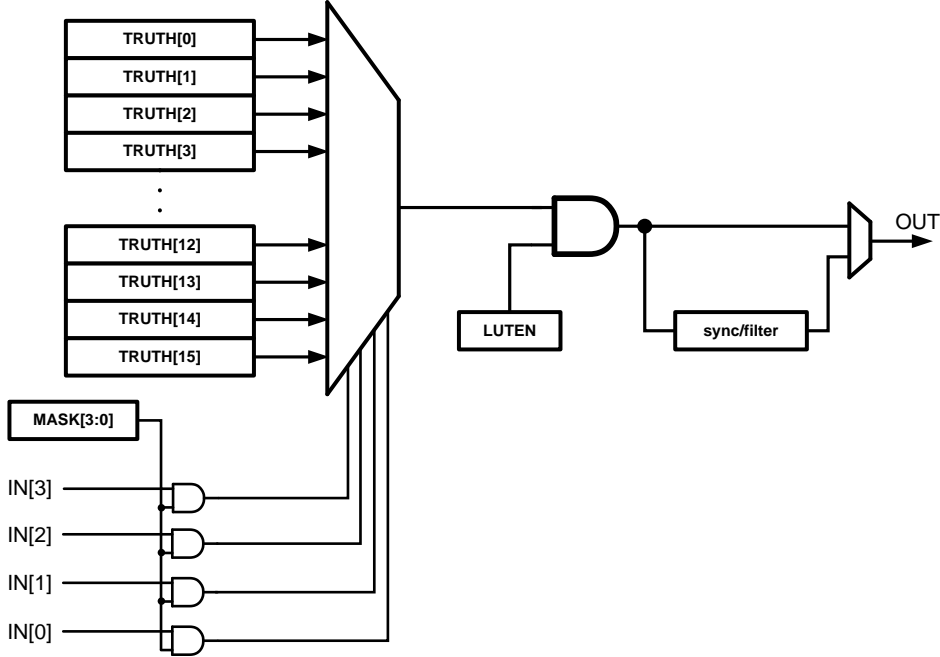 TRUTH[0]
TRUTH[1]
TRUTH[2]
TRUTH[3]
TRUTH[12]
TRUTH[13]
TRUTH[14]
TRUTH[15]
LUTEN
sync/filter
OUT
MASK[3:0]
IN[3]
IN[2]
IN[1]
IN[0]